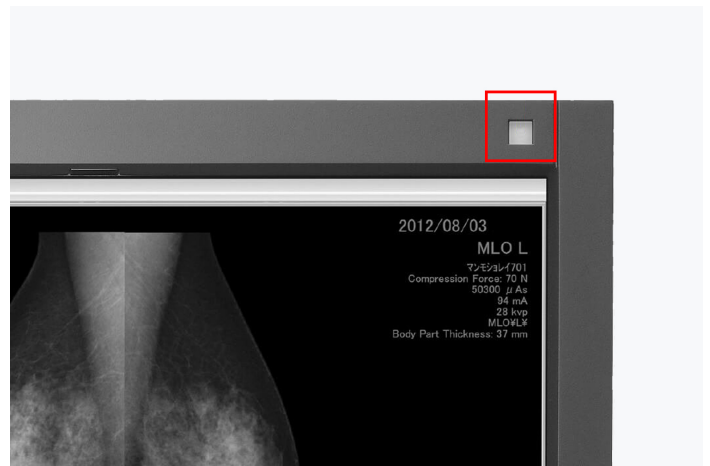 2012/08/03
MLO L
マンモショレイ701
Compression Force: 70 N
50300 μAs
94 mA
28 kvp
MLO¥L¥
Body Part Thickness: 37 mm